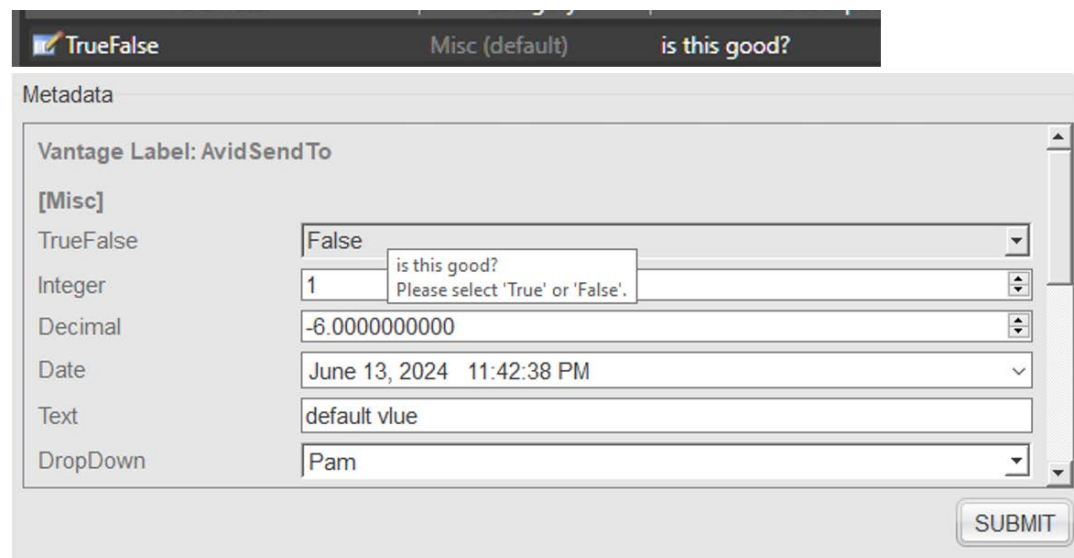 TrueFalse Misc (default) is this good?
Metadata
Vantage Label: AvidSendTo
[Misc]
TrueFalse False
is this good?
Please select 'True' or 'False'.
Integer 1
Decimal -6.0000000000
Date June 13, 2024 11:42:38 PM
Text default vlue
DropDown Pam
SUBMIT